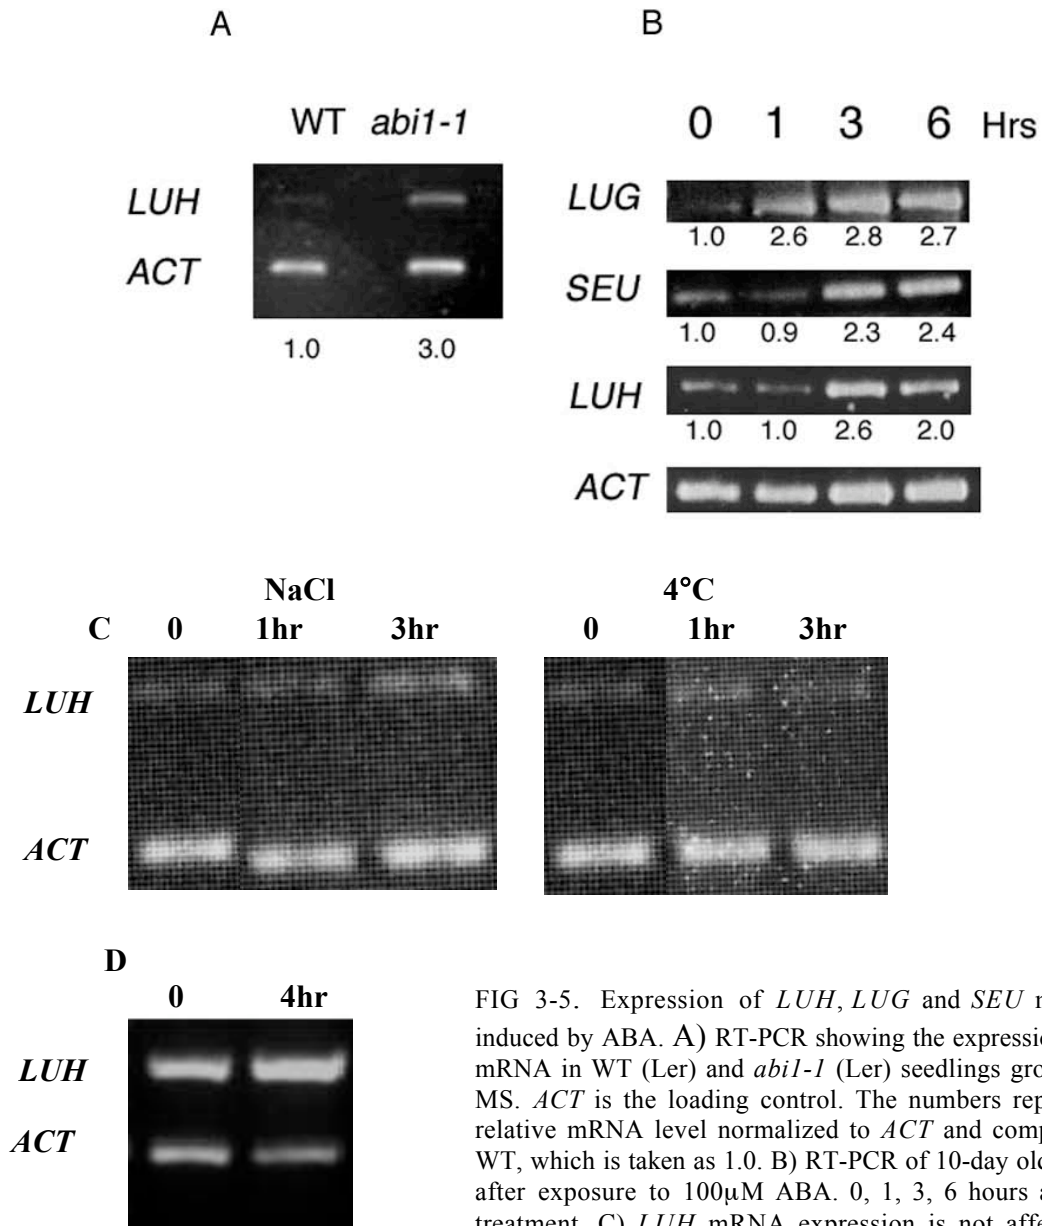 A
WT abi1-1
LUH
ACT
1.0 3.0
B
0 1 3 6 Hrs
LUG
1.0 2.6 2.8 2.7
SEU
1.0 0.9 2.3 2.4
LUH
1.0 1.0 2.6 2.0
ACT
NaCl 4°C
C 0 1hr 3hr 0 1hr 3hr
LUH
ACT
D
0 4hr
LUH
ACT
FIG 3-5. Expression of LUH, LUG and SEU
induced by ABA. A) RT-PCR showing the
mRNA in WT (Ler) and abi1-1 (Ler) seedlings
MS. ACT is the loading control. The numbers
relative mRNA level normalized to ACT and
WT, which is taken as 1.0. B) RT-PCR of 10-day old
after exposure to 100µM ABA. 0, 1, 3, 6 hours
treatment. C) LUH mRNA expression is not